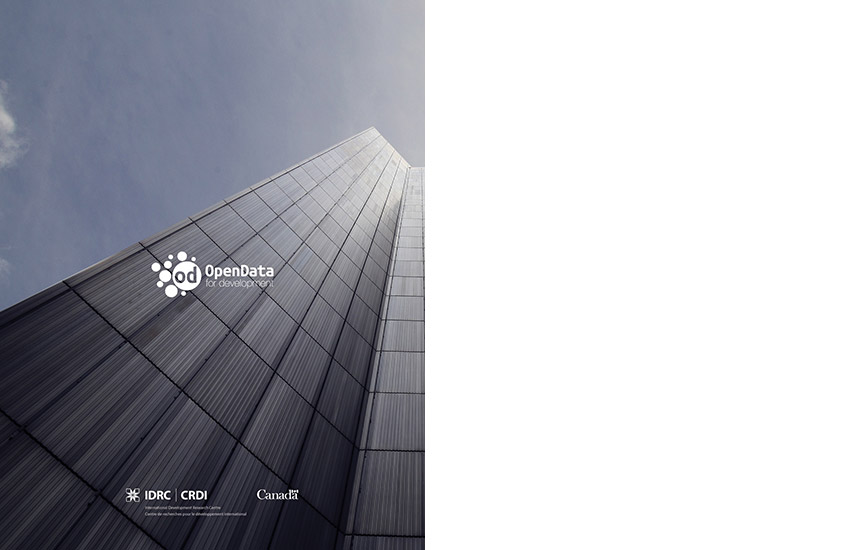 od OpenData
for development
IDRC | CRDI
Canada
International Development Research Centre
Centre de recherches pour le développement international